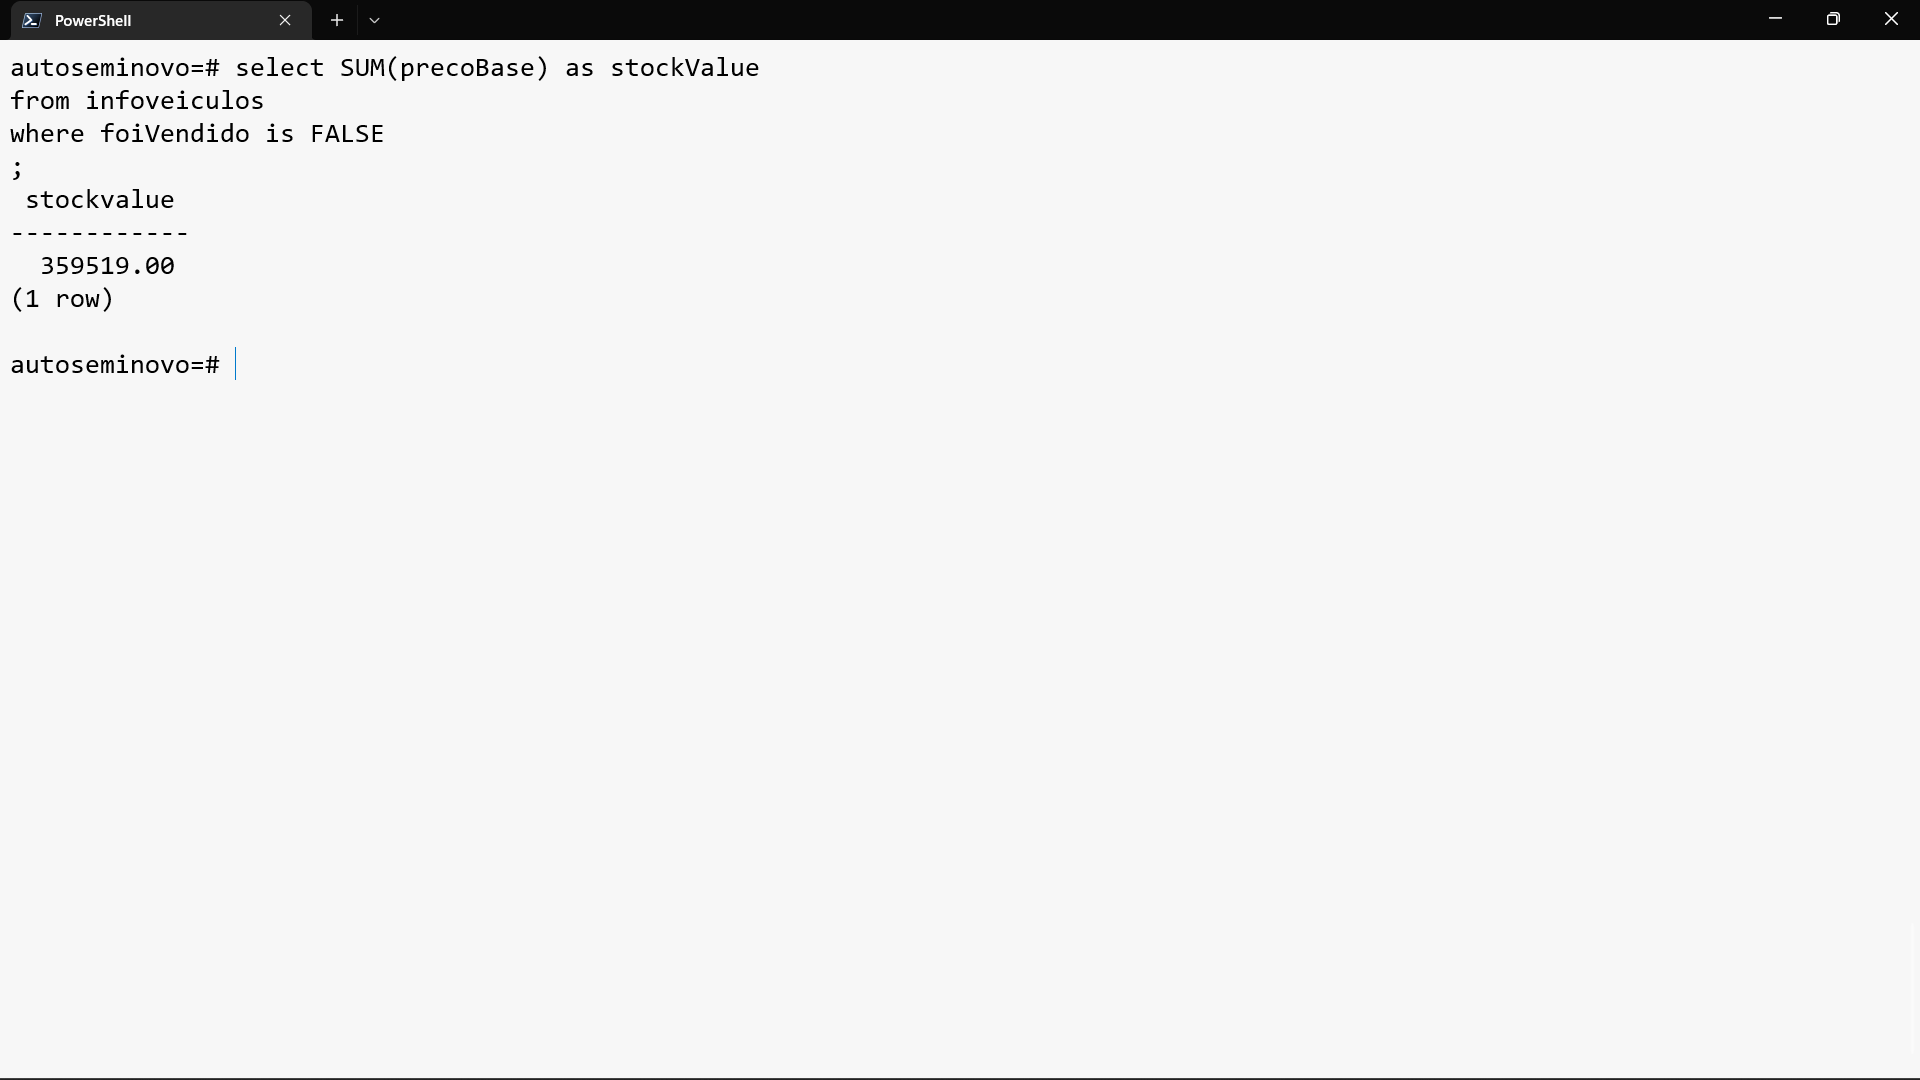 PowerShell
autoseminovo=# select SUM(precoBase) as stockValue
from infoveiculos
where foiVendido is FALSE
;
 stockvalue
------------
  359519.00
(1 row)

autoseminovo=#